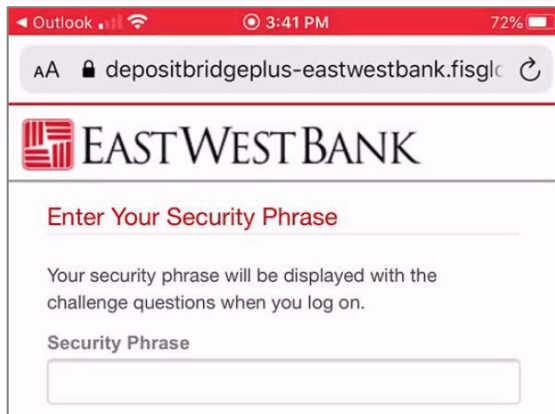 ◀ Outlook 3:41 PM 72%
AA depositbridgeplus-eastwestbank.fisglc
EAST WEST BANK
Enter Your Security Phrase
Your security phrase will be displayed with the
challenge questions when you log on.
Security Phrase